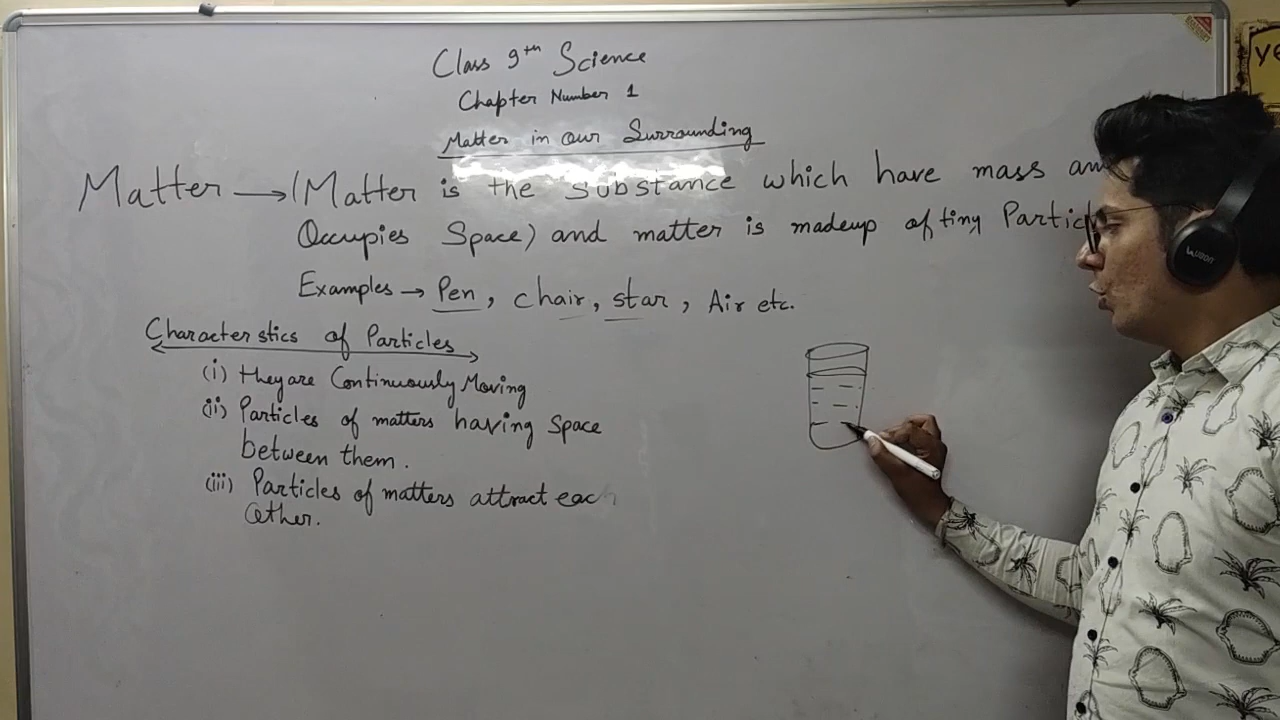 Class 9th Science
Chapter Number 1
Matter in our Surrounding
Matter → (Matter is the substance which have mass an
Occupies Space) and matter is madeup of tiny Partic
Examples → Pen, chair, star, Air etc.
Characterstics of Particles
(i) they are Continuously Moving
(ii) Particles of matters having space
between them.
(iii) Particles of matters attract each
Other.